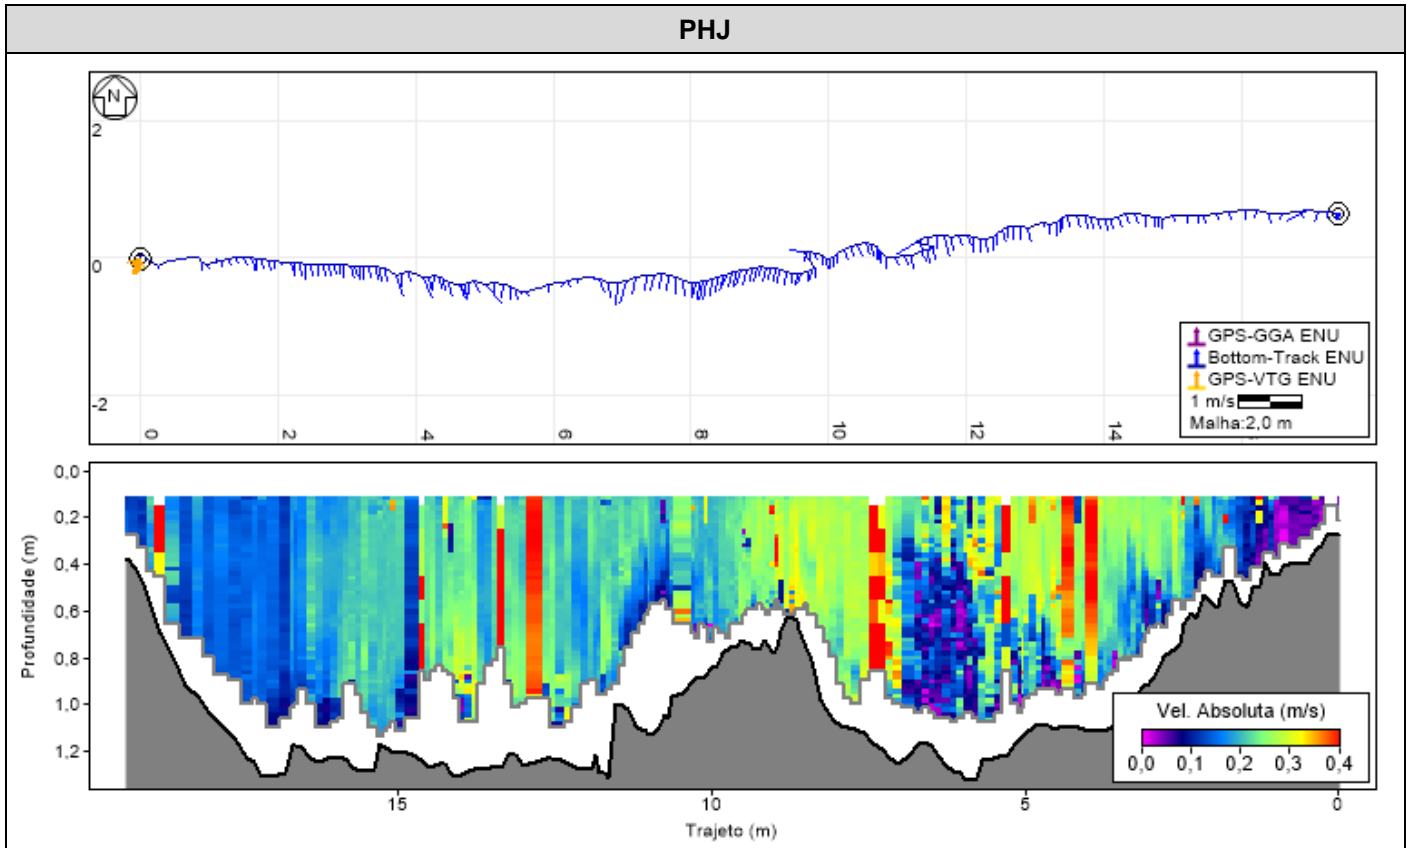 PHJ
N
2
0
-2
0 2 4 6 8 10 12 14
GPS-GGA ENU
Bottom-Track ENU
GPS-VTG ENU
1 m/s
Malha:2,0 m
0,0
0,2
0,4
0,6
0,8
1,0
1,2
Profundidade (m)
Vel. Absoluta (m/s)
0,0 0,1 0,2 0,3 0,4
15 10 5 0
Trajeto (m)